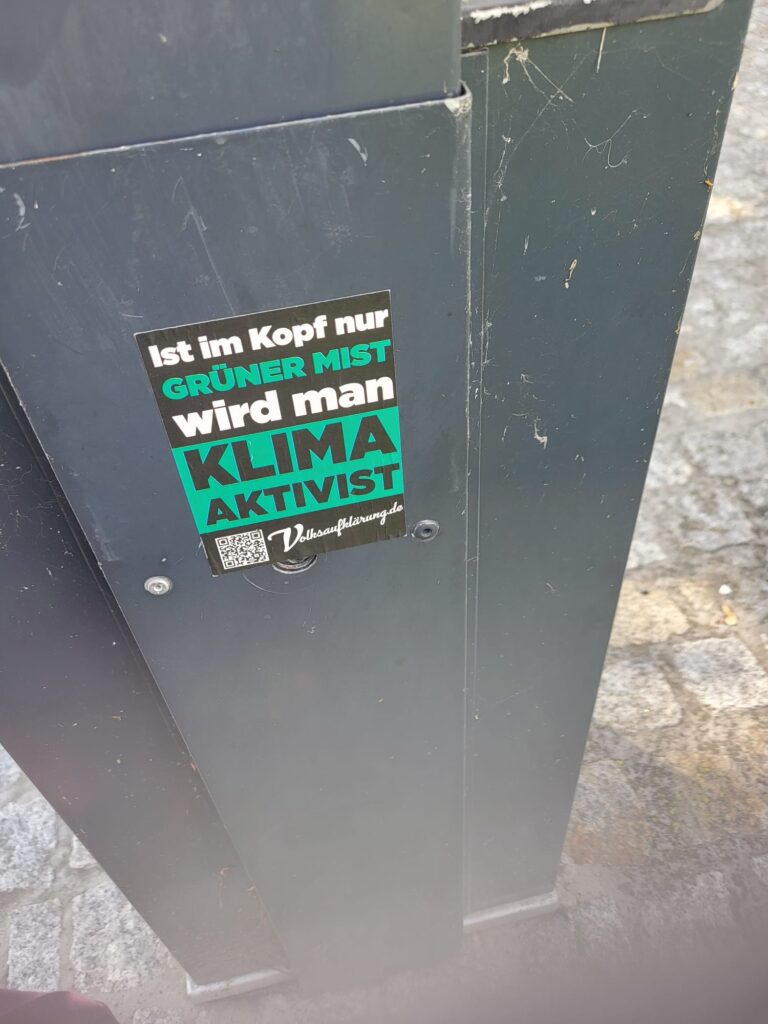 Ist im Kopf nur
GRÜNER MIST
wird man
KLIMA
AKTIVIST
Volksaufklärung.de